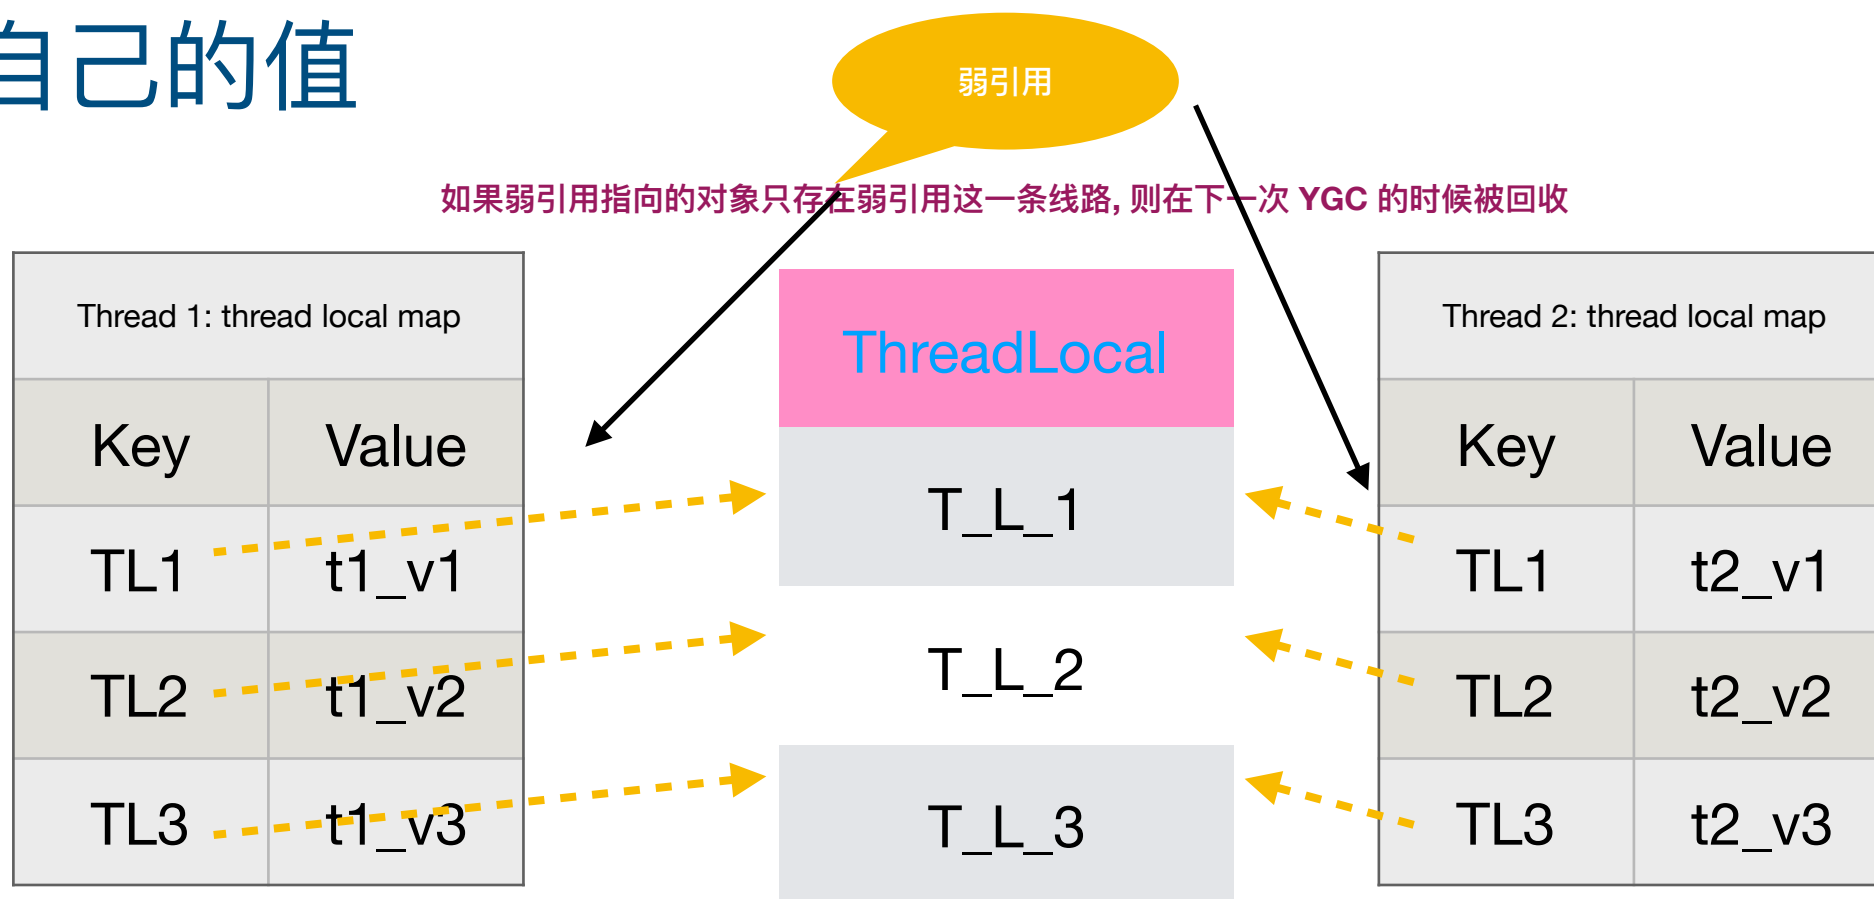 自己的值
弱引用
如果弱引用指向的对象只存在弱引用这一条线路, 则在下一次 YGC 的时候被回收
Thread 1: thread local map
Key Value
TL1 t1_v1
TL2 t1_v2
TL3 t1_v3
ThreadLocal
T_L_1
T_L_2
T_L_3
Thread 2: thread local map
Key Value
TL1 t2_v1
TL2 t2_v2
TL3 t2_v3